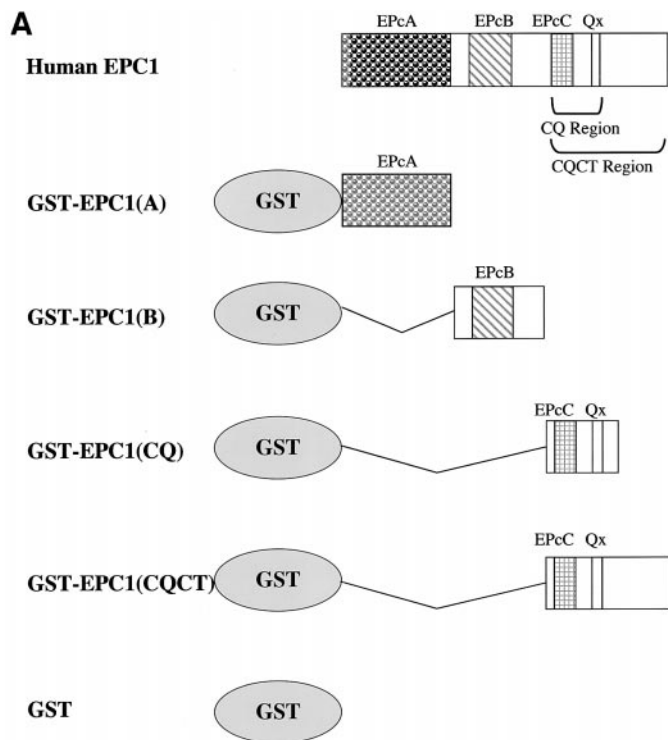 A
EPcA EPcB EPcC Qx
Human EPC1
CQ Region
CQCT Region
EPcA
GST-EPC1(A) GST
EPcB
GST-EPC1(B) GST
EPcC Qx
GST-EPC1(CQ) GST
EPcC Qx
GST-EPC1(CQCT) GST
GST GST